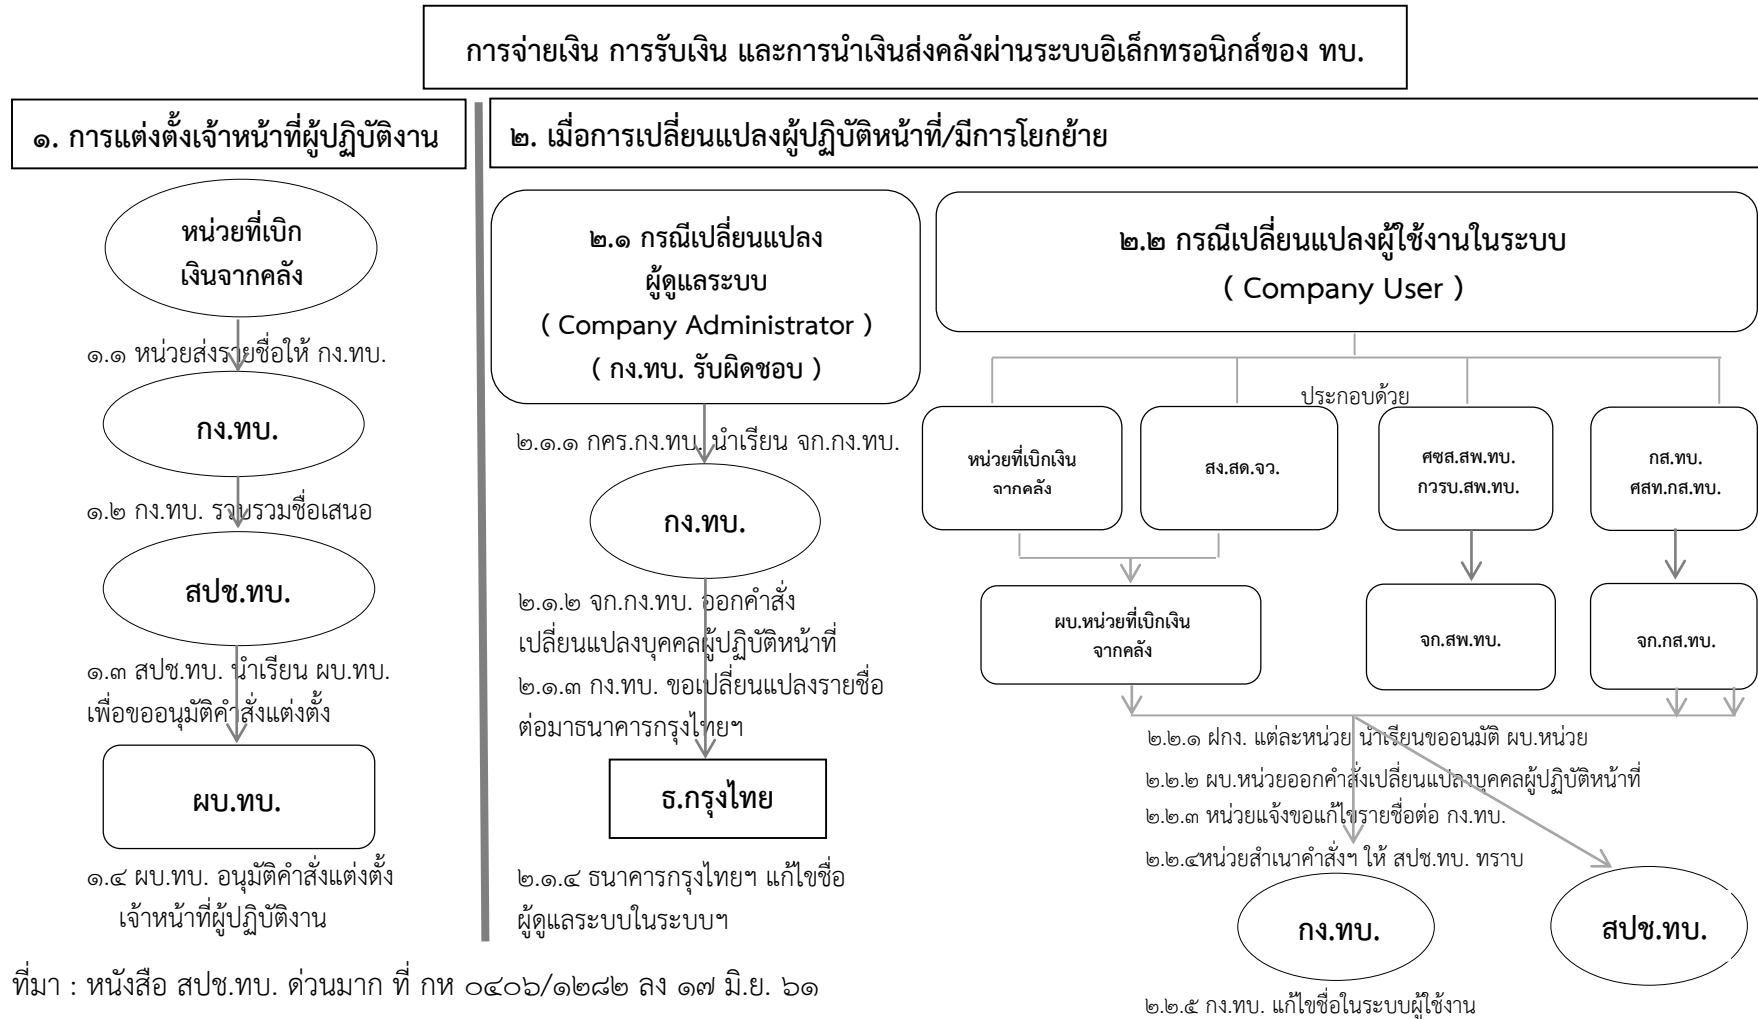 การจ่ายเงิน การรับเงิน และการนำเงินส่งคลังผ่านระบบอิเล็กทรอนิกส์ของ ทบ.
๑. การแต่งตั้งเจ้าหน้าที่ผู้ปฏิบัติงาน
หน่วยที่เบิก
เงินจากคลัง
๑.๑ หน่วยส่งรายชื่อให้ กง.ทบ.
กง.ทบ.
๑.๒ กง.ทบ. รวบรวมชื่อเสนอ
สปช.ทบ.
๑.๓ สปช.ทบ. นำเรียน ผบ.ทบ.
เพื่อขออนุมัติคำสั่งแต่งตั้ง
ผบ.ทบ.
๑.๔ ผบ.ทบ. อนุมัติคำสั่งแต่งตั้ง
เจ้าหน้าที่ผู้ปฏิบัติงาน
๒. เมื่อการเปลี่ยนแปลงผู้ปฏิบัติหน้าที่/มีการโยกย้าย
๒.๑ กรณีเปลี่ยนแปลง
ผู้ดูแลระบบ
( Company Administrator )
( กง.ทบ. รับผิดชอบ )
๒.๑.๑ กคร.กง.ทบ. นำเรียน จก.กง.ทบ.
กง.ทบ.
๒.๑.๒ จก.กง.ทบ. ออกคำสั่ง
เปลี่ยนแปลงบุคคลผู้ปฏิบัติหน้าที่
๒.๑.๓ กง.ทบ. ขอเปลี่ยนแปลงรายชื่อ
ต่อมาธนาคารกรุงไทยฯ
ธ.กรุงไทย
๒.๑.๔ ธนาคารกรุงไทยฯ แก้ไขชื่อ
ผู้ดูแลระบบในระบบฯ
๒.๒ กรณีเปลี่ยนแปลงผู้ใช้งานในระบบ
( Company User )
ประกอบด้วย
หน่วยที่เบิกเงิน
จากคลัง
สง.สด.จว.
ศซส.สพ.ทบ.
กวรบ.สพ.ทบ.
กส.ทบ.
ศสท.กส.ทบ.
ผบ.หน่วยที่เบิกเงิน
จากคลัง
จก.สพ.ทบ.
จก.กส.ทบ.
๒.๒.๑ ฝกง. แต่ละหน่วย นำเรียนขออนุมัติ ผบ.หน่วย
๒.๒.๒ ผบ.หน่วยออกคำสั่งเปลี่ยนแปลงบุคคลผู้ปฏิบัติหน้าที่
๒.๒.๓ หน่วยแจ้งขอแก้ไขรายชื่อต่อ กง.ทบ.
๒.๒.๔หน่วยสำเนาคำสั่งฯ ให้ สปช.ทบ. ทราบ
กง.ทบ.
สปช.ทบ.
๒.๒.๕ กง.ทบ. แก้ไขชื่อในระบบผู้ใช้งาน
ที่มา : หนังสือ สปช.ทบ. ด่วนมาก ที่ กห ๐๔๐๖/๑๒๘๒ ลง ๑๗ มิ.ย. ๖๑